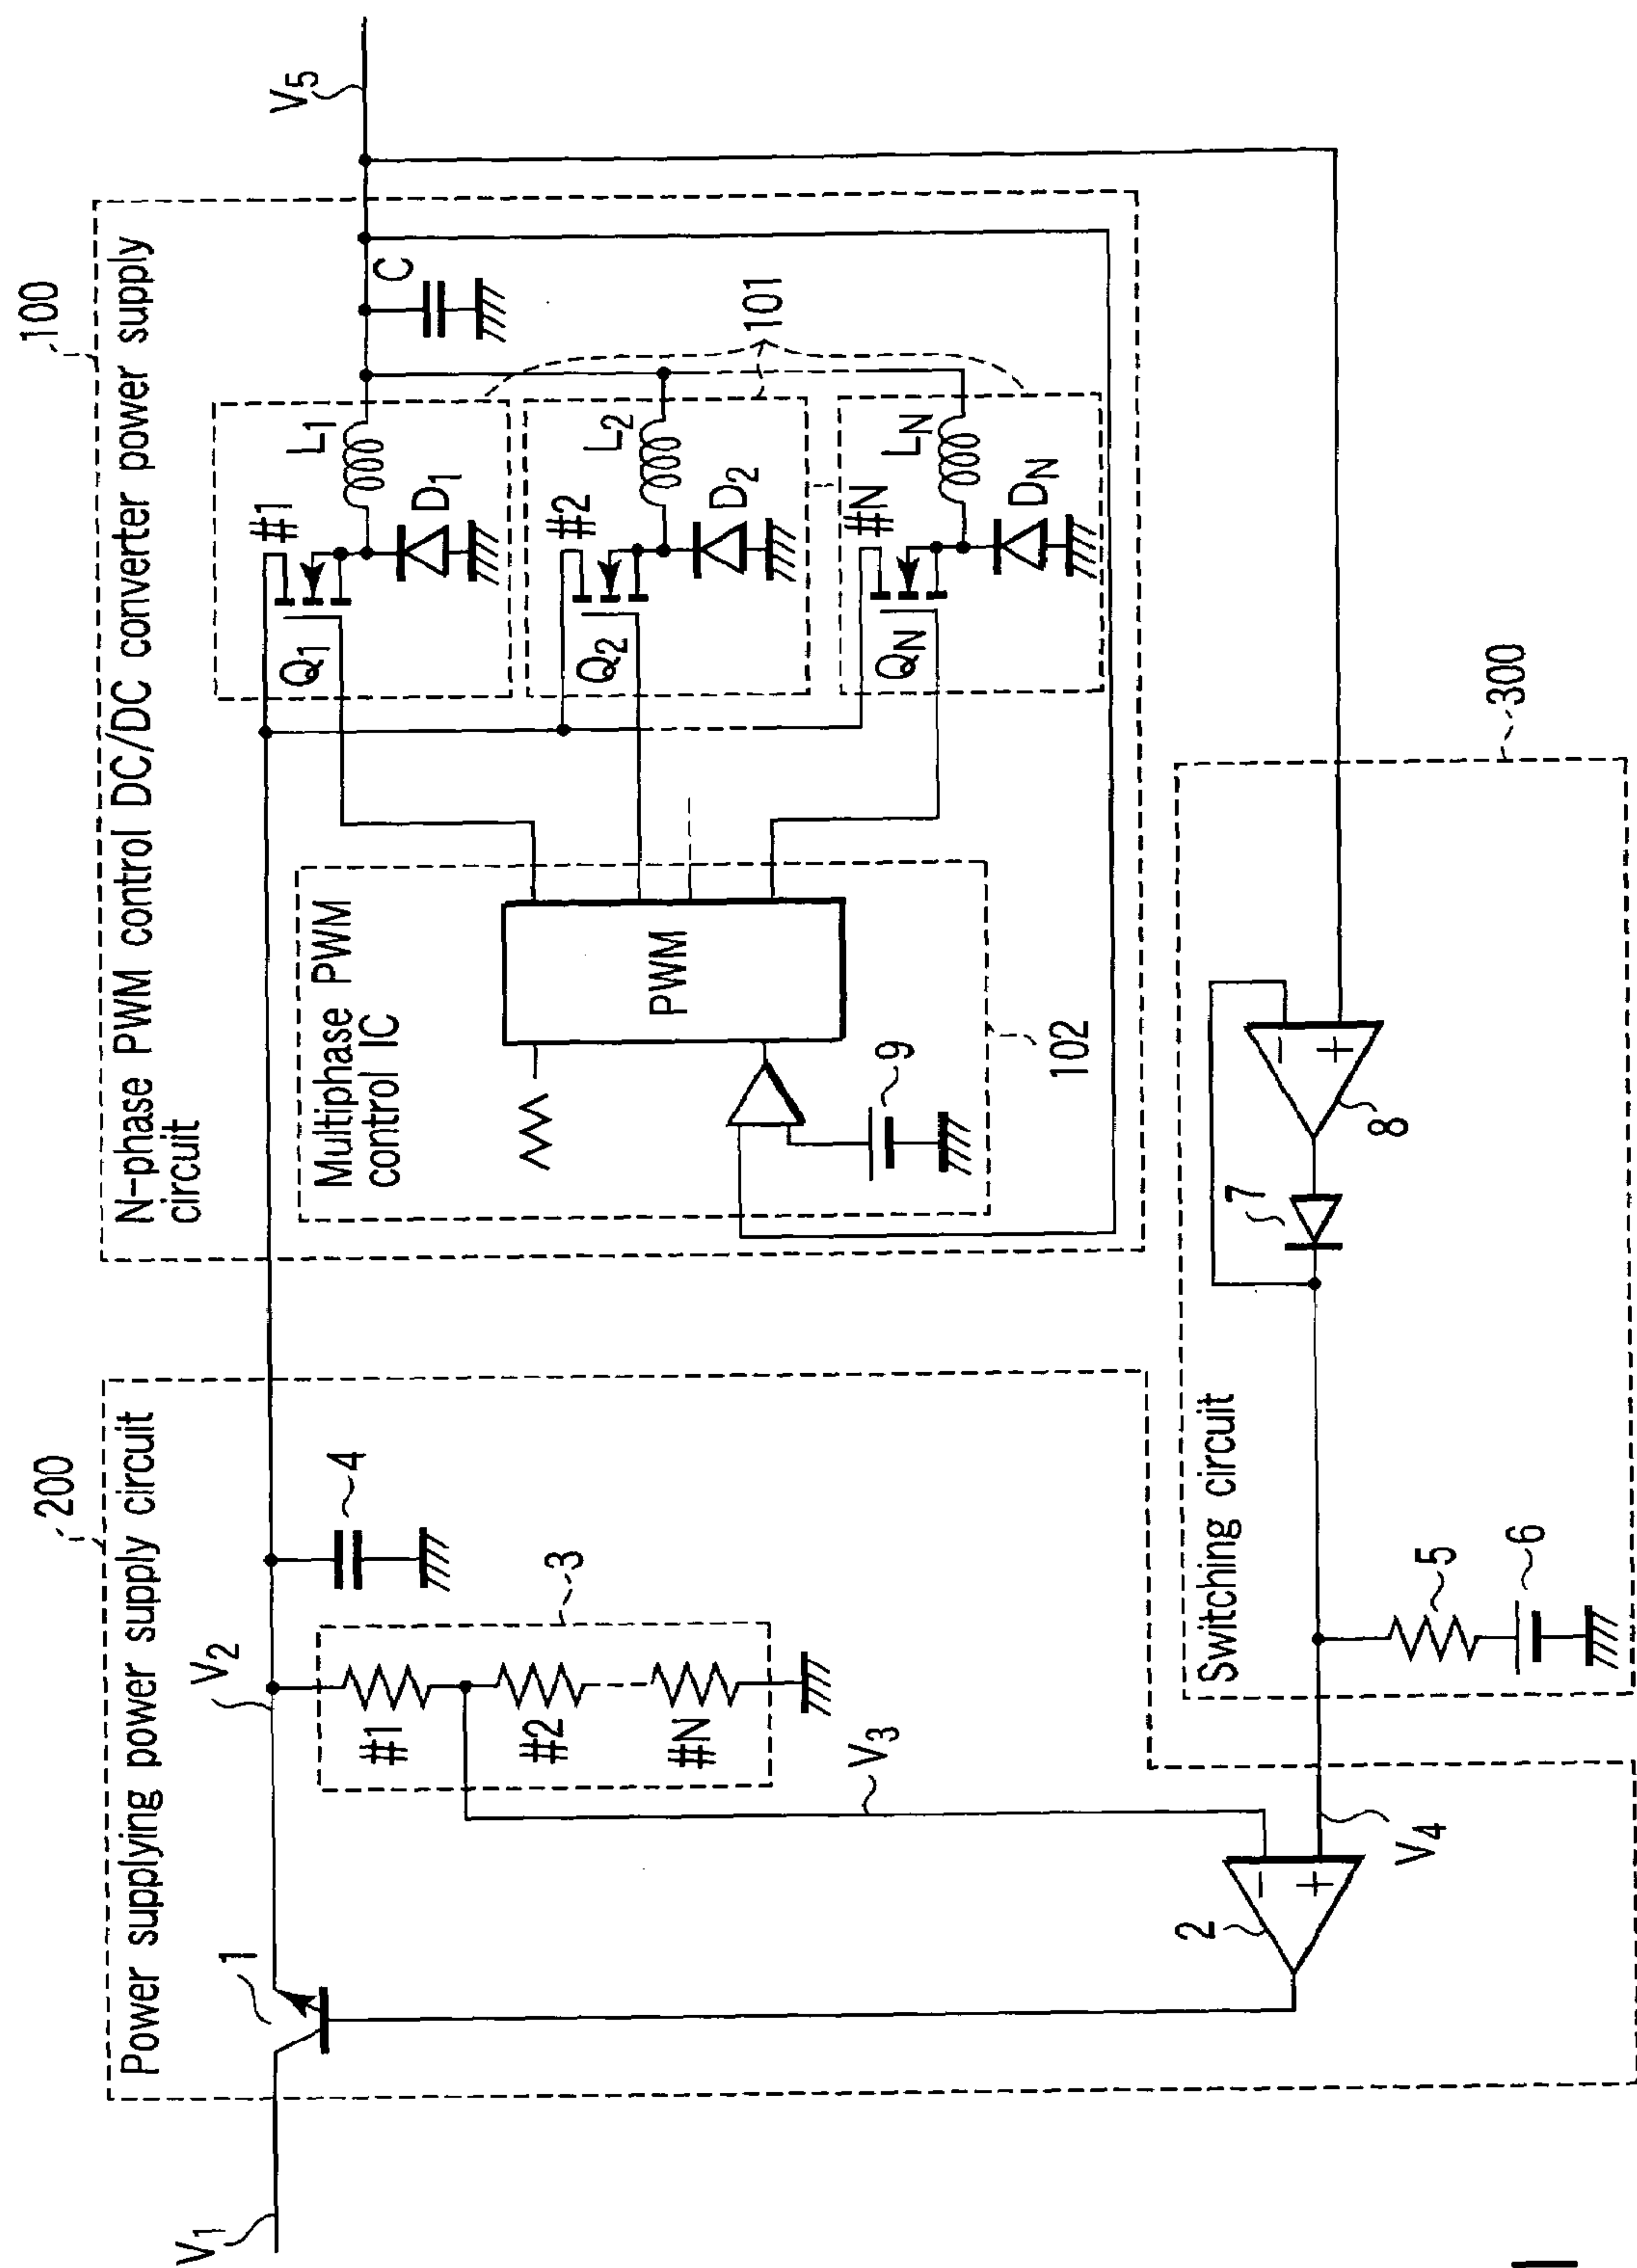 100
N-phase PWM control DC/DC converter power supply
circuit
V5
C
101
#1
L1
Q1
D1
#2
L2
Q2
D2
#N
LN
QN
DN
Multiphase PWM
control IC
PWM
9
102
200
Power supplying power supply circuit
V1
1
V2
4
3
#1
#2
#N
V3
2
−
+
V4
300
Switching circuit
5
6
7
8
−
+